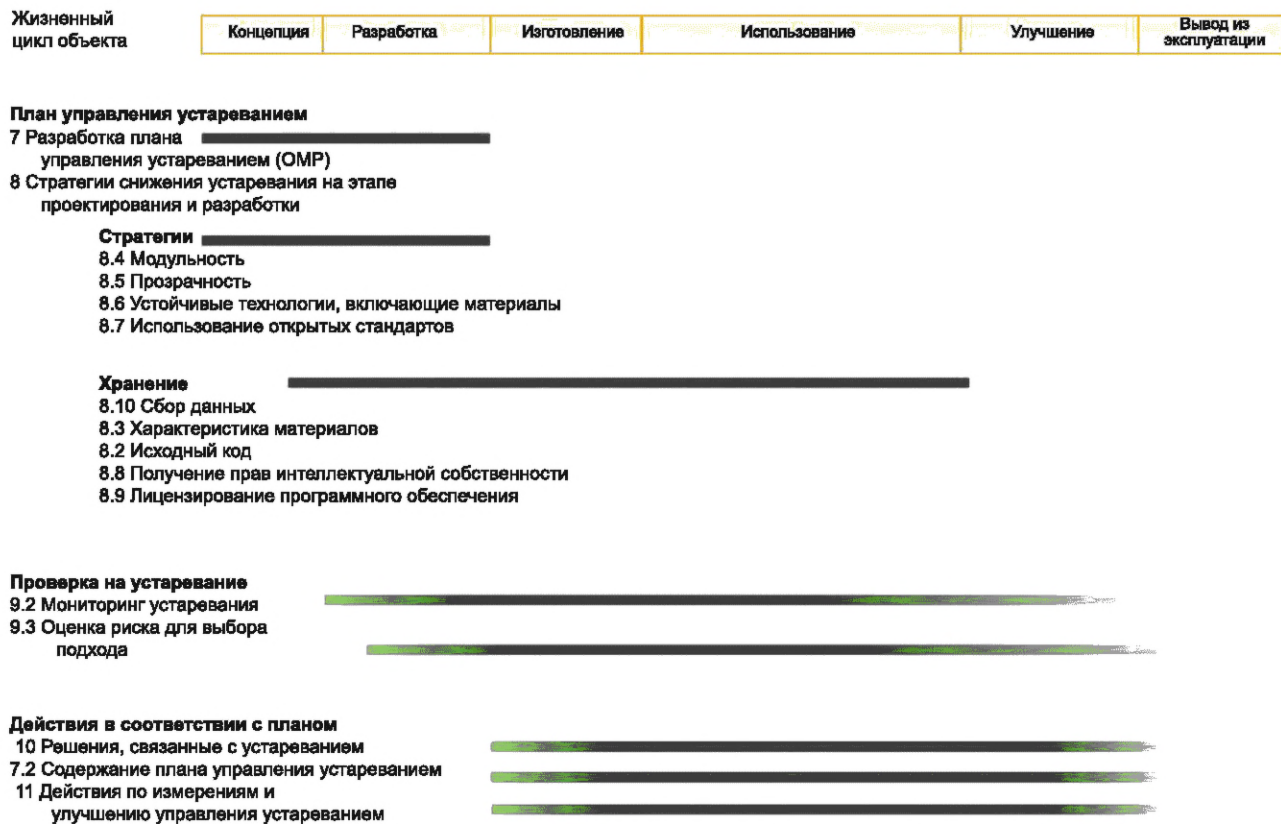 Жизненный
цикл объекта
Концепция
Разработка
Изготовление
Использование
Улучшение
Вывод из
эксплуатации
План управления устареванием
7 Разработка плана
управления устареванием (OMP)
8 Стратегии снижения устаревания на этапе
проектирования и разработки
Стратегии
8.4 Модульность
8.5 Прозрачность
8.6 Устойчивые технологии, включающие материалы
8.7 Использование открытых стандартов
Хранение
8.10 Сбор данных
8.3 Характеристика материалов
8.2 Исходный код
8.8 Получение прав интеллектуальной собственности
8.9 Лицензирование программного обеспечения
Проверка на устаревание
9.2 Мониторинг устаревания
9.3 Оценка риска для выбора
подхода
Действия в соответствии с планом
10 Решения, связанные с устареванием
7.2 Содержание плана управления устареванием
11 Действия по измерениям и
улучшению управления устареванием